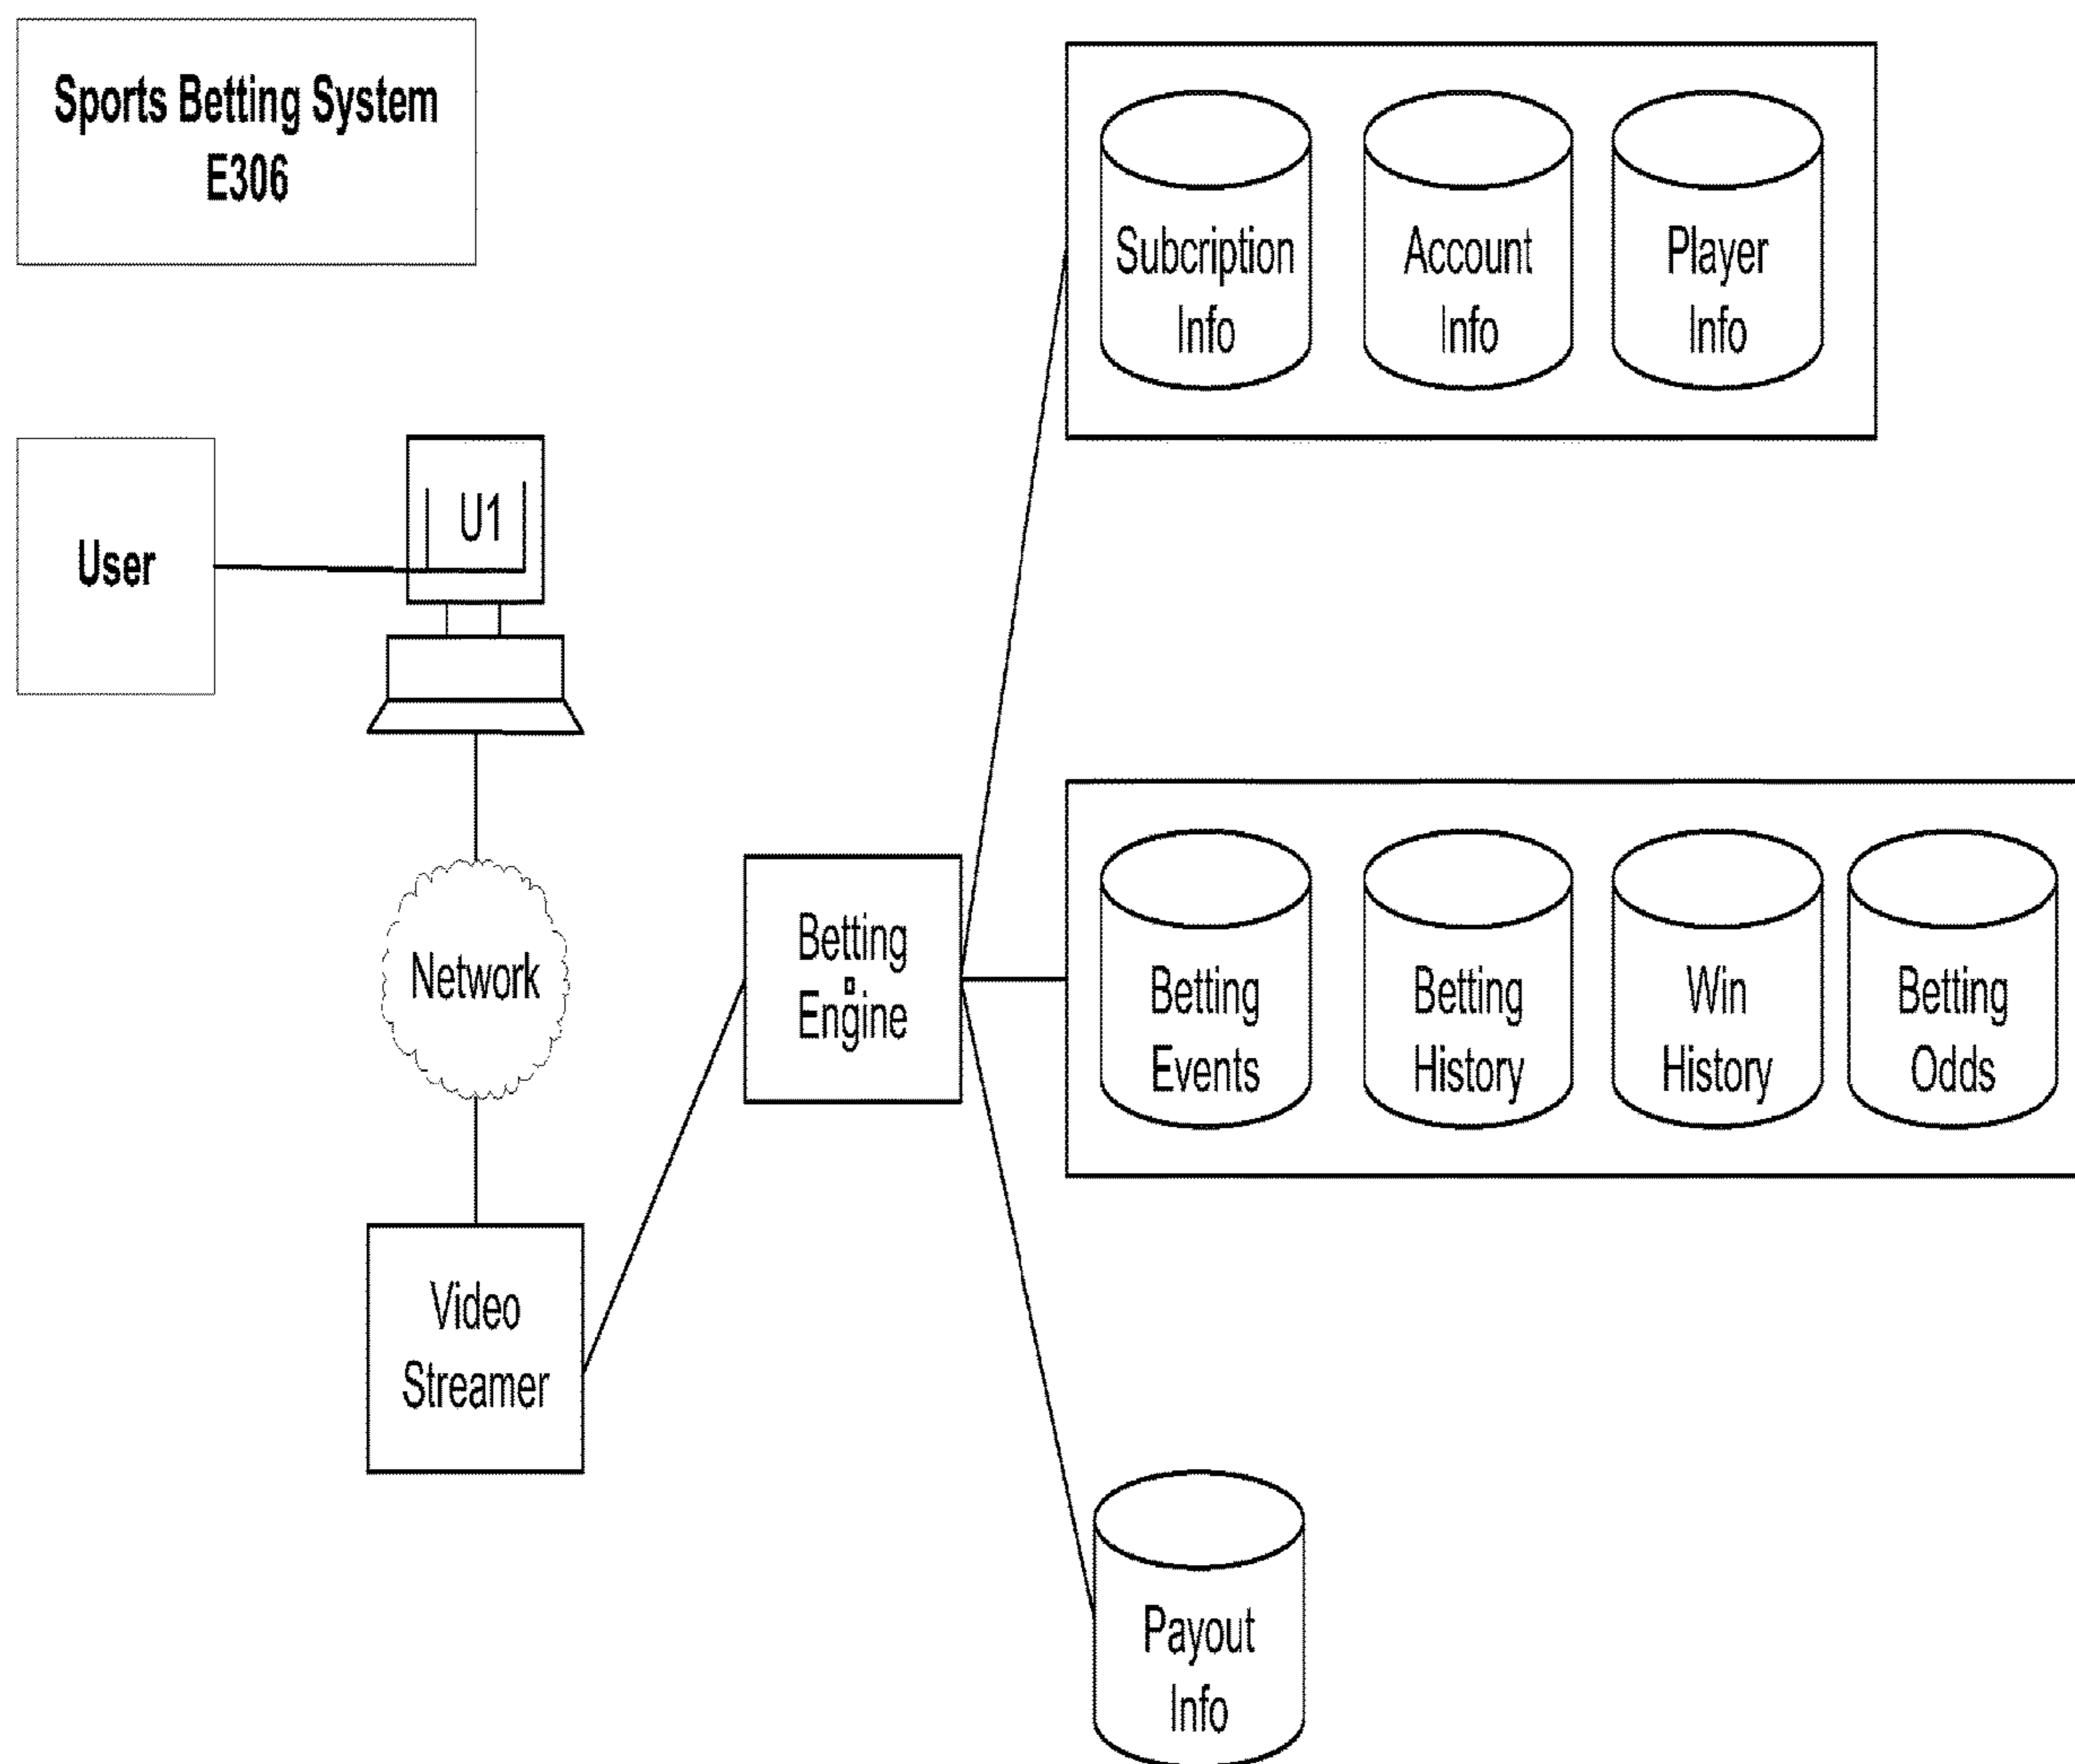 Sports Betting System
E306
Subcription
Info
Account
Info
Player
Info
User
U1
Network
Betting
Engine
Betting
Events
Betting
History
Win
History
Betting
Odds
Video
Streamer
Payout
Info